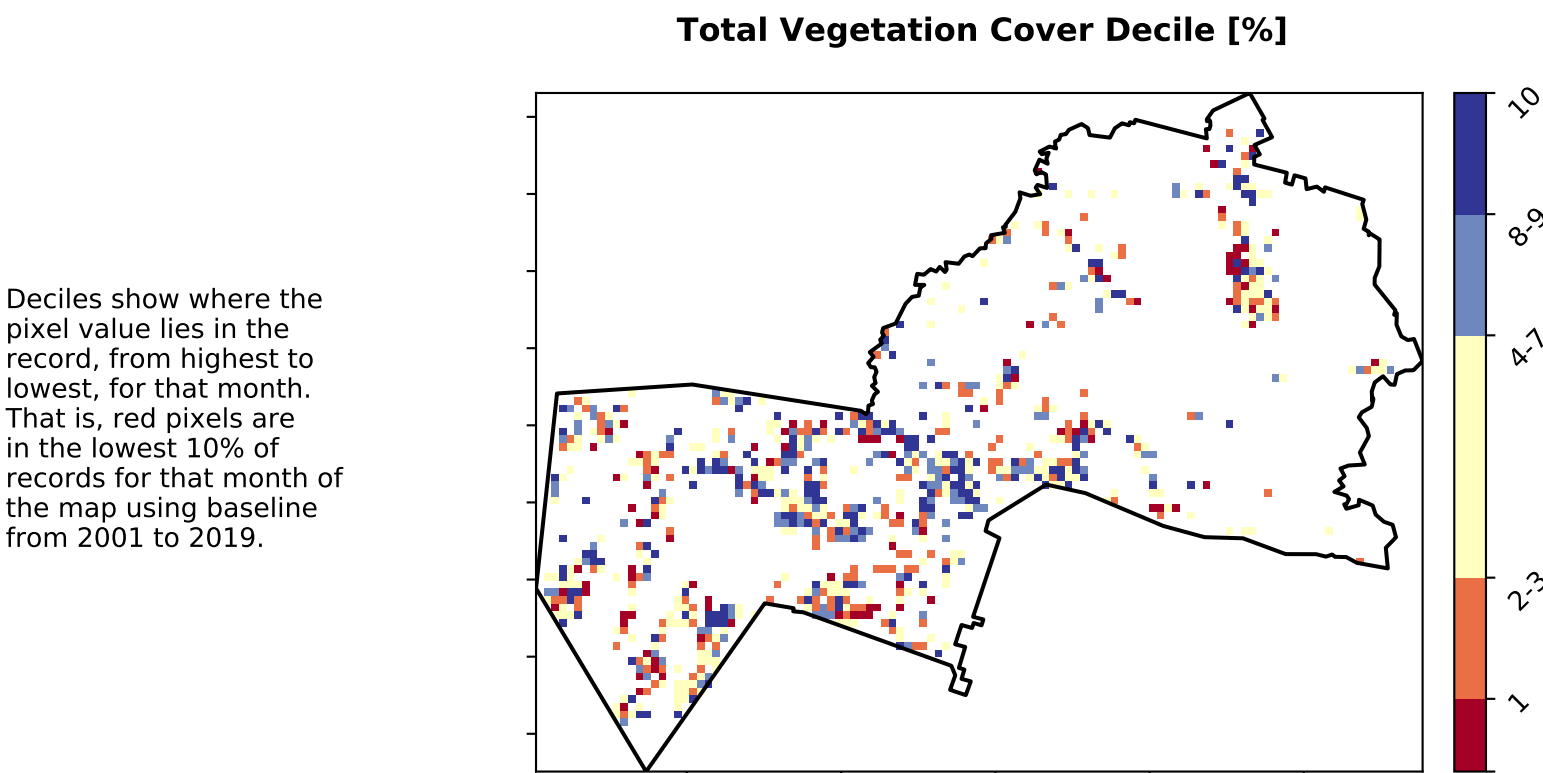 Total Vegetation Cover Decile [%]
Deciles show where the
pixel value lies in the
record, from highest to
lowest, for that month.
That is, red pixels are
in the lowest 10% of
records for that month of
the map using baseline
from 2001 to 2019.
10
8-9
4-7
2-3
1